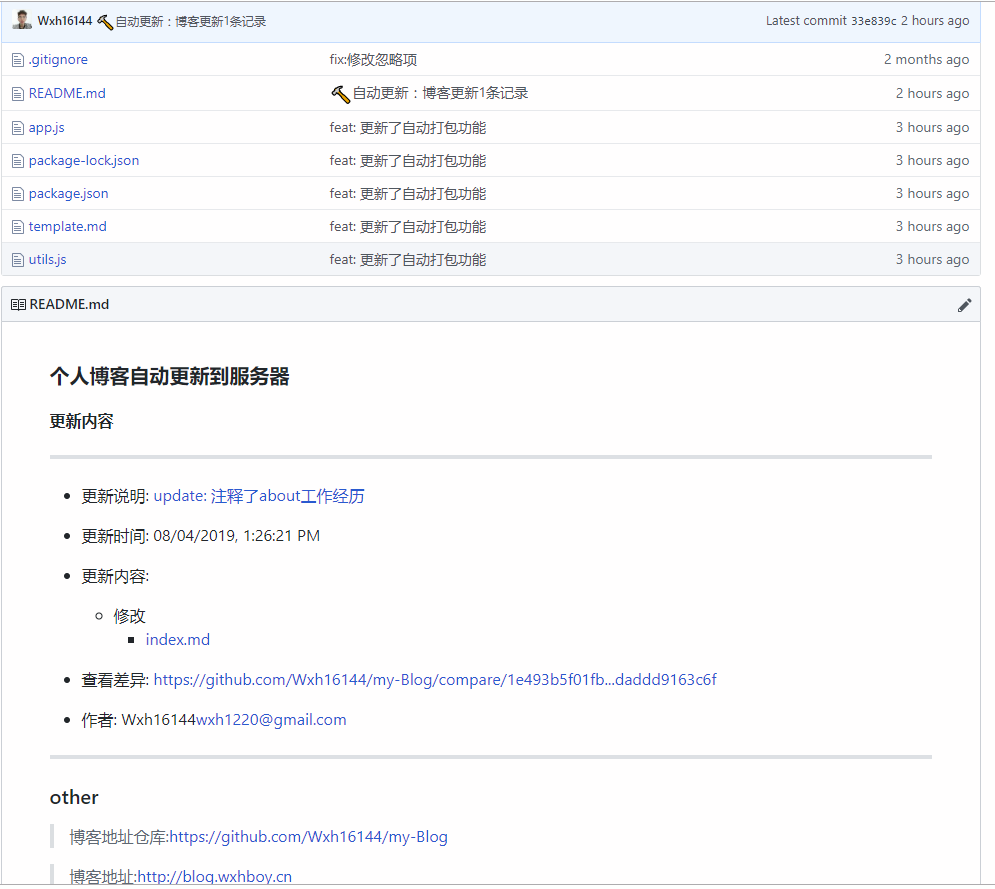 Wxh16144 🔨自动更新：博客更新1条记录 Latest commit 33e839c 2 hours ago
.gitignore fix:修改忽略项 2 months ago
README.md 🔨自动更新：博客更新1条记录 2 hours ago
app.js feat: 更新了自动打包功能 3 hours ago
package-lock.json feat: 更新了自动打包功能 3 hours ago
package.json feat: 更新了自动打包功能 3 hours ago
template.md feat: 更新了自动打包功能 3 hours ago
utils.js feat: 更新了自动打包功能 3 hours ago
README.md
个人博客自动更新到服务器
更新内容
更新说明: update: 注释了about工作经历
更新时间: 08/04/2019, 1:26:21 PM
更新内容:
修改
index.md
查看差异: https://github.com/Wxh16144/my-Blog/compare/1e493b5f01fb...daddd9163c6f
作者: Wxh16144wxh1220@gmail.com
other
博客地址仓库:https://github.com/Wxh16144/my-Blog
博客地址:http://blog.wxhboy.cn